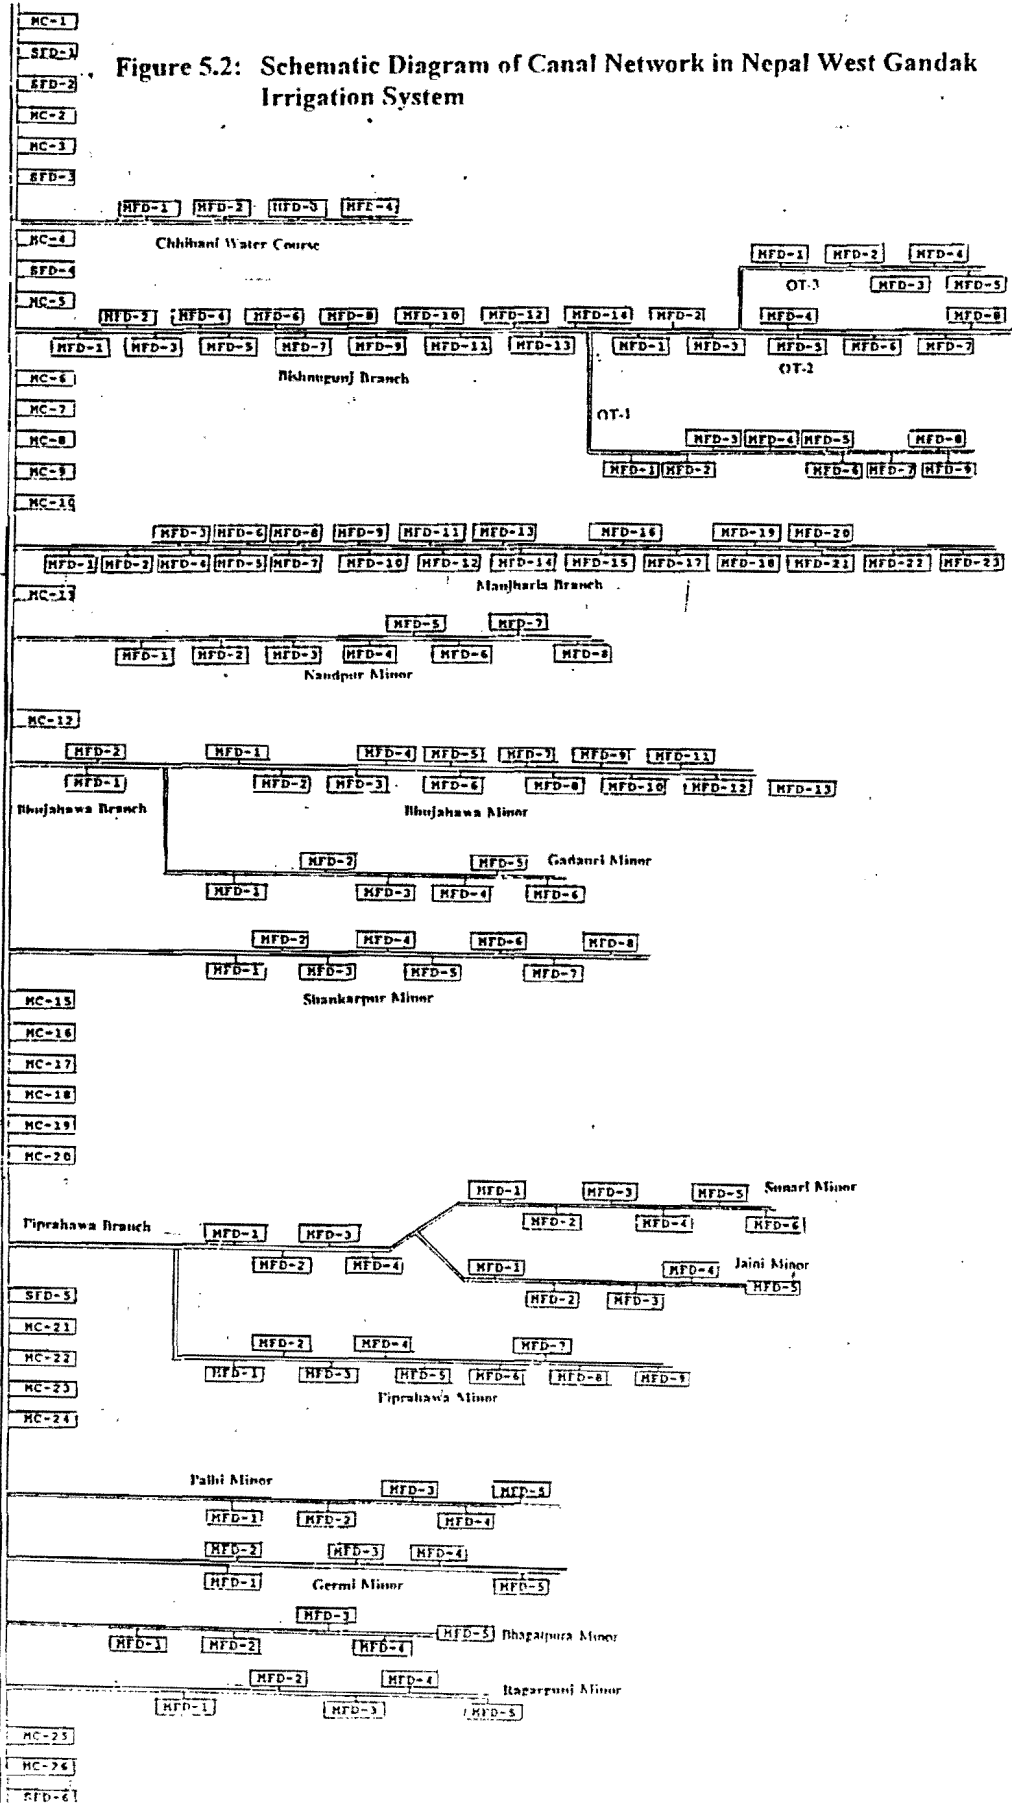 MC-1
SFD-1
Figure 5.2: Schematic Diagram of Canal Network in Nepal West Gandak
SFD-2
Irrigation System
MC-2
MC-3
SFD-3
MFD-1 MFD-2 MFD-3 MFD-4
Chhibani Water Course
MC-4
MFD-1 MFD-2 MFD-4
SFD-4
OT-3 MFD-3 MFD-5
MC-5
MFD-2 MFD-4 MFD-6 MFD-8 MFD-10 MFD-12 MFD-14 MFD-2 MFD-4 MFD-8
MFD-1 MFD-3 MFD-5 MFD-7 MFD-9 MFD-11 MFD-13 MFD-1 MFD-3 MFD-5 MFD-6 MFD-7
OT-2
MC-6
Bishnugunj Branch
MC-7
OT-1
MC-8
MFD-3 MFD-4 MFD-5 MFD-8
MC-9
MFD-1 MFD-2 MFD-6 MFD-7 MFD-9
MC-10
MFD-3 MFD-6 MFD-8 MFD-9 MFD-11 MFD-13 MFD-16 MFD-19 MFD-20
MFD-1 MFD-2 MFD-4 MFD-5 MFD-7 MFD-10 MFD-12 MFD-14 MFD-15 MFD-17 MFD-18 MFD-21 MFD-22 MFD-23
Manjharia Branch
MC-11
MFD-5 MFD-7
MFD-1 MFD-2 MFD-3 MFD-4 MFD-6 MFD-8
Nandpur Minor
MC-12
MFD-2 MFD-1 MFD-4 MFD-5 MFD-7 MFD-9 MFD-11
MFD-1 MFD-2 MFD-3 MFD-6 MFD-8 MFD-10 MFD-12 MFD-13
Bhujahawa Branch Bhujahawa Minor
MFD-2 MFD-5 Gadauri Minor
MFD-1 MFD-3 MFD-4 MFD-6
MFD-2 MFD-4 MFD-6 MFD-8
MFD-1 MFD-3 MFD-5 MFD-7
Shankarpur Minor
MC-15
MC-16
MC-17
MC-18
MC-19
MC-20
MFD-1 MFD-3 MFD-5 Sunari Minor
MFD-2 MFD-4 MFD-6
Piprahawa Branch MFD-1 MFD-3
MFD-2 MFD-4
MFD-1 MFD-4 Jaini Minor
MFD-2 MFD-3 MFD-5
SFD-5
MC-21
MFD-2 MFD-4 MFD-7
MC-22
MFD-1 MFD-3 MFD-5 MFD-6 MFD-8 MFD-9
MC-23
Piprahawa Minor
MC-24
Palhi Minor MFD-3 MFD-5
MFD-1 MFD-2 MFD-4
MFD-2 MFD-3 MFD-4
MFD-1 Germi Minor MFD-5
MFD-3
MFD-1 MFD-2 MFD-4 MFD-5 Bhagatpura Minor
MFD-2 MFD-4 Minor
MFD-1 MFD-3 MFD-5
MC-25
MC-26
SFD-6